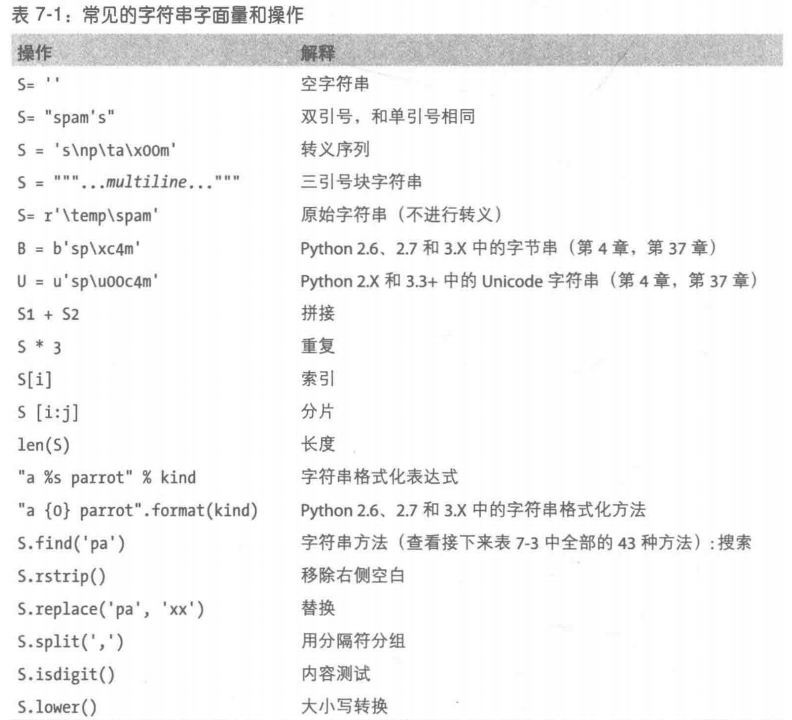 表 7-1：常见的字符串字面量和操作
操作 解释
S= '' 空字符串
S= "spam's" 双引号，和单引号相同
S = 's\np\ta\x00m' 转义序列
S = """...multiline...""" 三引号块字符串
S= r'\temp\spam' 原始字符串（不进行转义）
B = b'sp\xc4m' Python 2.6、2.7 和 3.X 中的字节串（第 4 章，第 37 章）
U = u'sp\u00c4m' Python 2.X 和 3.3+ 中的 Unicode 字符串（第 4 章，第 37 章）
S1 + S2 拼接
S * 3 重复
S[i] 索引
S [i:j] 分片
len(S) 长度
"a %s parrot" % kind 字符串格式化表达式
"a {0} parrot".format(kind) Python 2.6、2.7 和 3.X 中的字符串格式化方法
S.find('pa') 字符串方法（查看接下来表 7-3 中全部的 43 种方法）：搜索
S.rstrip() 移除右侧空白
S.replace('pa', 'xx') 替换
S.split(',') 用分隔符分组
S.isdigit() 内容测试
S.lower() 大小写转换